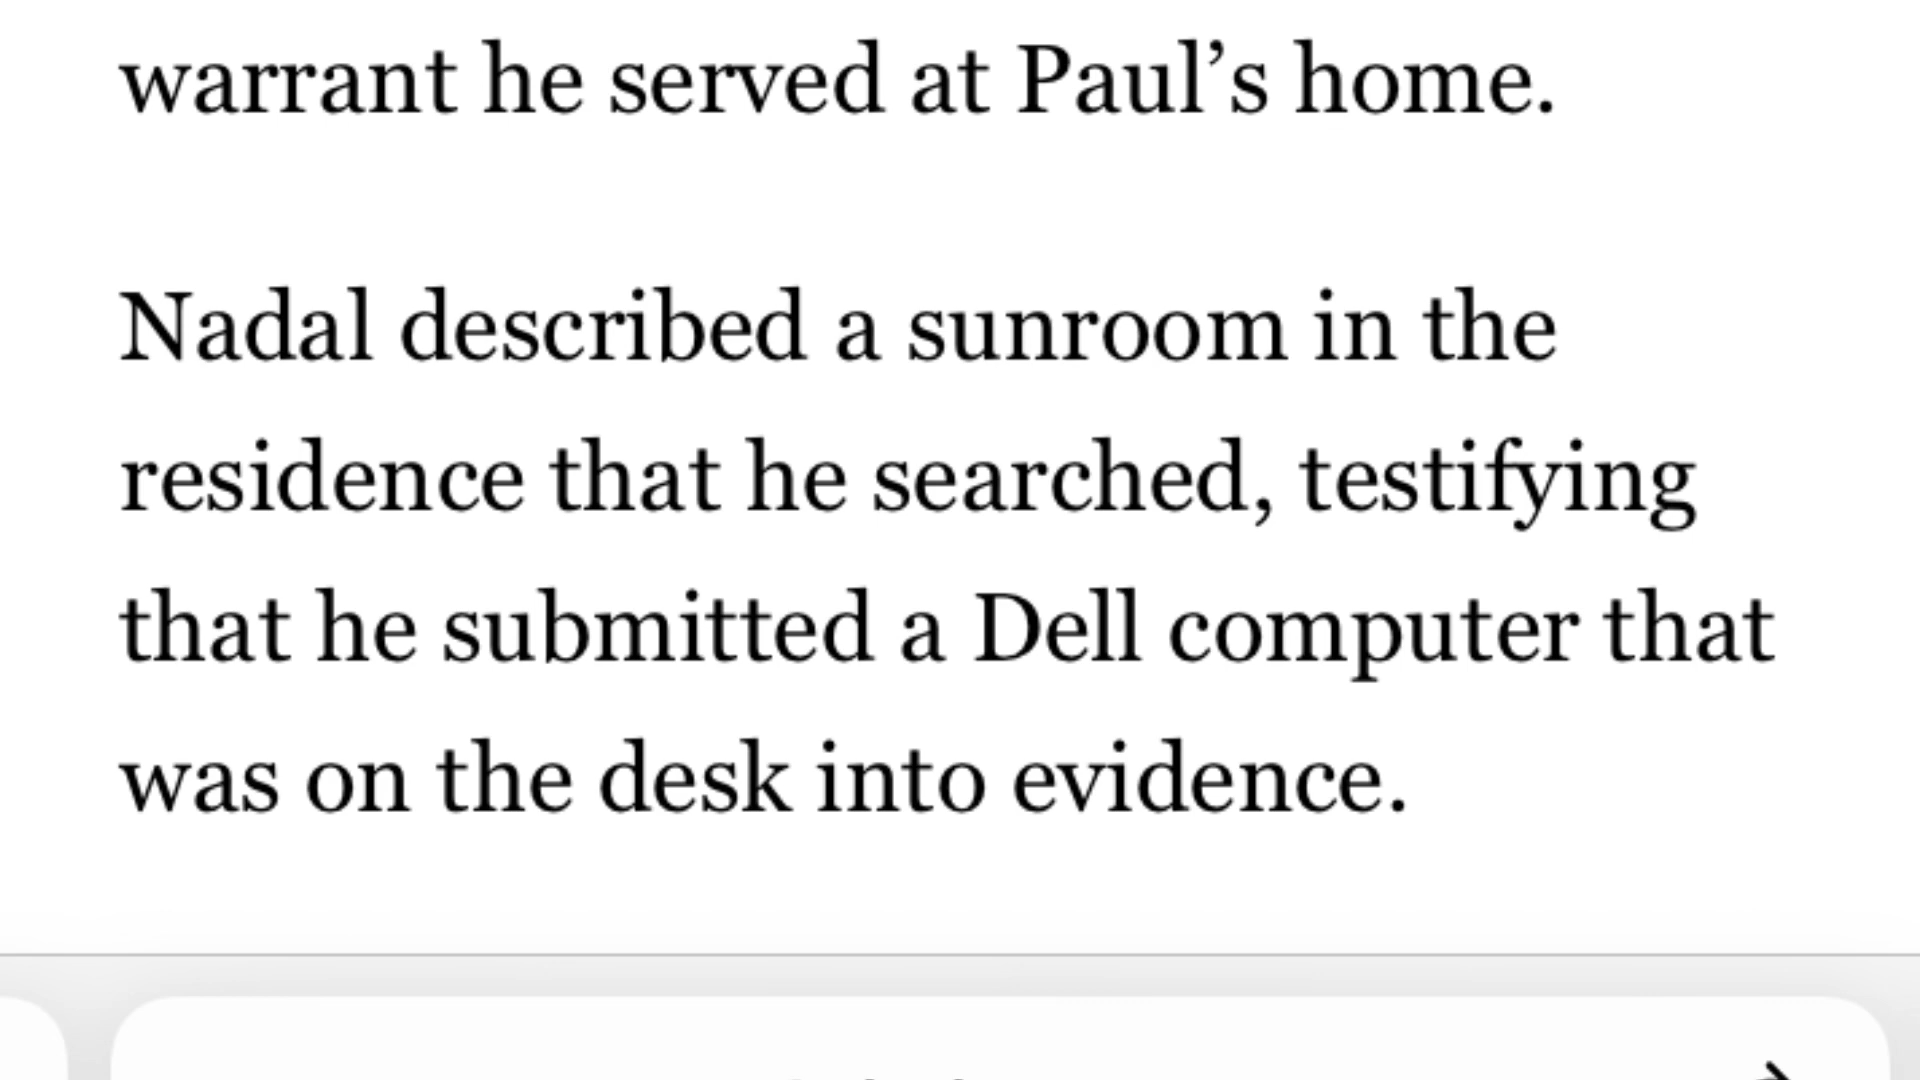 warrant he served at Paul’s home.
Nadal described a sunroom in the
residence that he searched, testifying
that he submitted a Dell computer that
was on the desk into evidence.